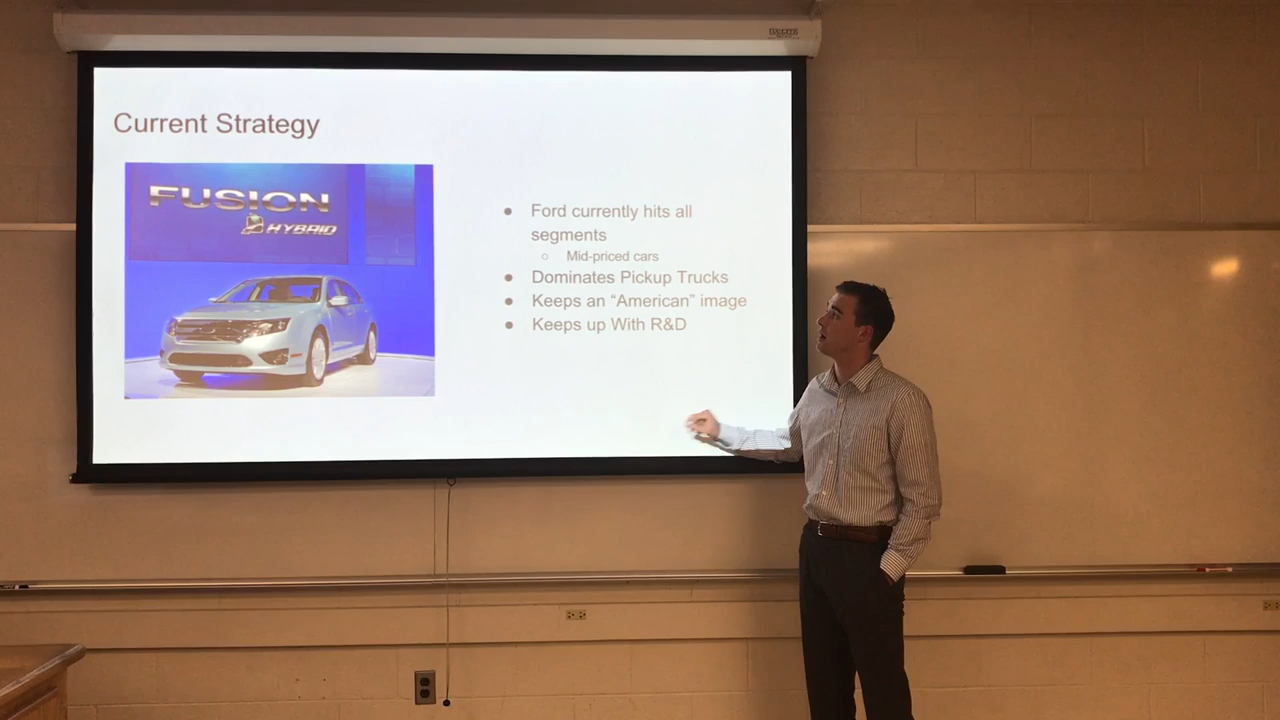 Current Strategy
FUSION
HYBRID
● Ford currently hits all
segments
○ Mid-priced cars
● Dominates Pickup Trucks
● Keeps an “American” image
● Keeps up With R&D